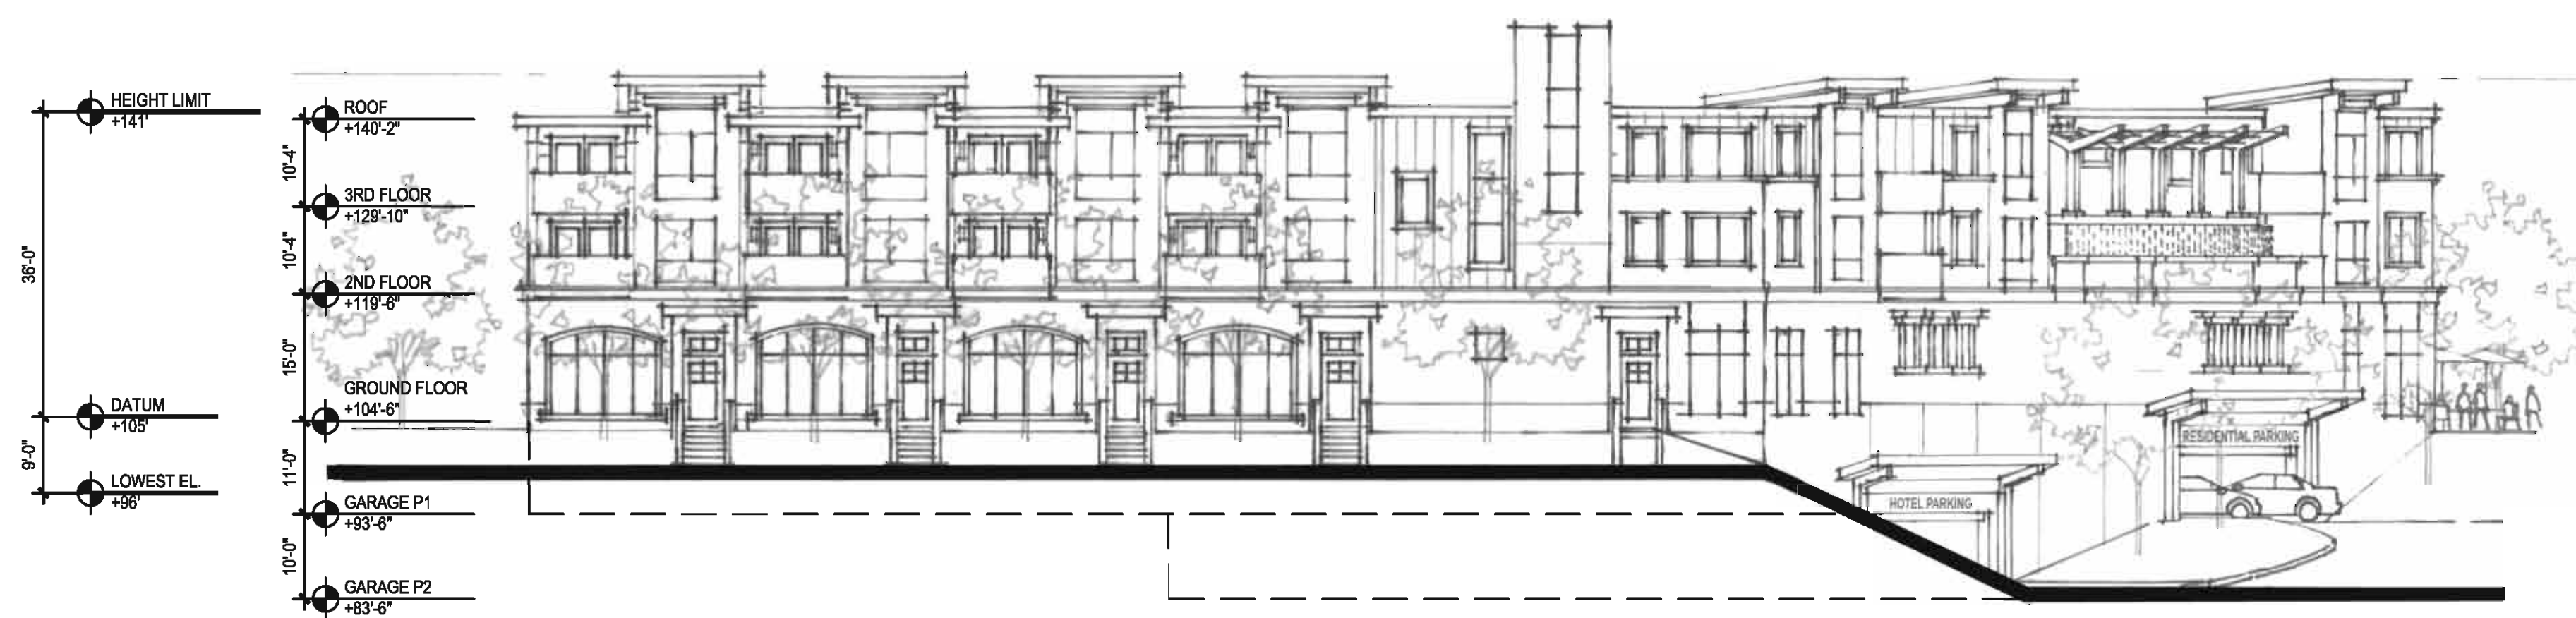 HEIGHT LIMIT
+141'
36'-0"
DATUM
+105'
9'-0"
LOWEST EL.
+96'
ROOF
+140'-2"
10'-4"
3RD FLOOR
+129'-10"
10'-4"
2ND FLOOR
+119'-6"
15'-0"
GROUND FLOOR
+104'-6"
11'-0"
GARAGE P1
+93'-6"
10'-0"
GARAGE P2
+83'-6"
RESIDENTIAL PARKING
HOTEL PARKING